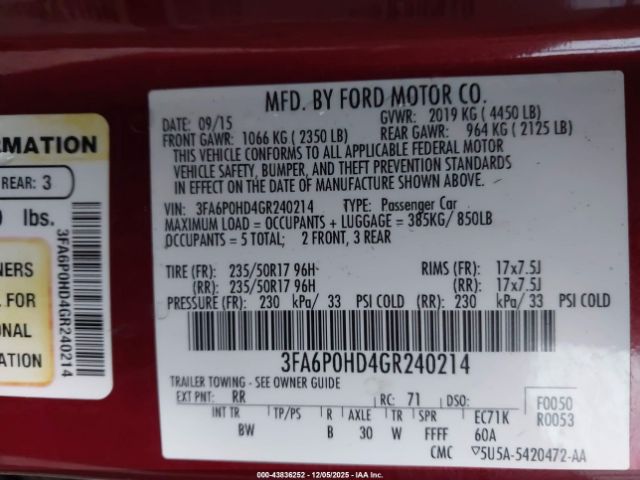 RMATION
REAR: 3
lbs.
NERS
L FOR
ONAL
N
3FA6P0HD4GR240214
MFD. BY FORD MOTOR CO.
DATE: 09/15 GVWR: 2019 KG ( 4450 LB)
FRONT GAWR: 1066 KG ( 2350 LB) REAR GAWR: 964 KG ( 2125 LB)
THIS VEHICLE CONFORMS TO ALL APPLICABLE FEDERAL MOTOR
VEHICLE SAFETY, BUMPER, AND THEFT PREVENTION STANDARDS
IN EFFECT ON THE DATE OF MANUFACTURE SHOWN ABOVE.
VIN: 3FA6P0HD4GR240214 TYPE: Passenger Car
MAXIMUM LOAD = OCCUPANTS + LUGGAGE = 385KG/ 850LB
OCCUPANTS = 5 TOTAL; 2 FRONT, 3 REAR
TIRE (FR): 235/50R17 96H RIMS (FR): 17x7.5J
(RR): 235/50R17 96H (RR): 17x7.5J
PRESSURE (FR): 230 kPa/ 33 PSI COLD (RR): 230 kPa/ 33 PSI COLD
3FA6P0HD4GR240214
TRAILER TOWING - SEE OWNER GUIDE
EXT PNT: RR RC: 71 DSO: F0050
R0053
INT TR TP/PS R AXLE TR SPR EC71K
BW B 30 W FFFF 60A
CMC ▽5U5A-5420472-AA
000-43836252 - 12/05/2025 - IAA Inc.